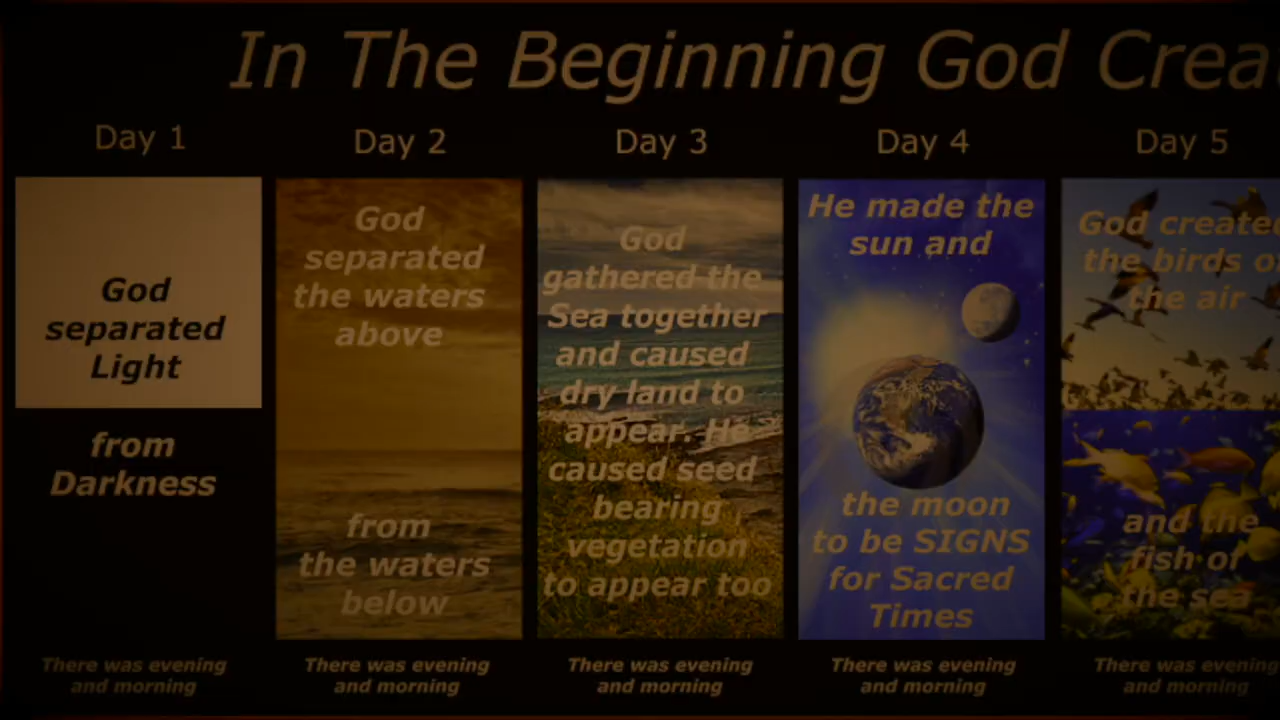 In The Beginning God Crea
Day 1
God
separated
Light
from
Darkness
There was evening
and morning
Day 2
God
separated
the waters
above
from
the waters
below
There was evening
and morning
Day 3
God
gathered the
Sea together
and caused
dry land to
appear. He
caused seed
bearing
vegetation
to appear too
There was evening
and morning
Day 4
He made the
sun and
the moon
to be SIGNS
for Sacred
Times
There was evening
and morning
Day 5
God created
the birds of
the air
and the
fish of
the sea
There was evening
and morning